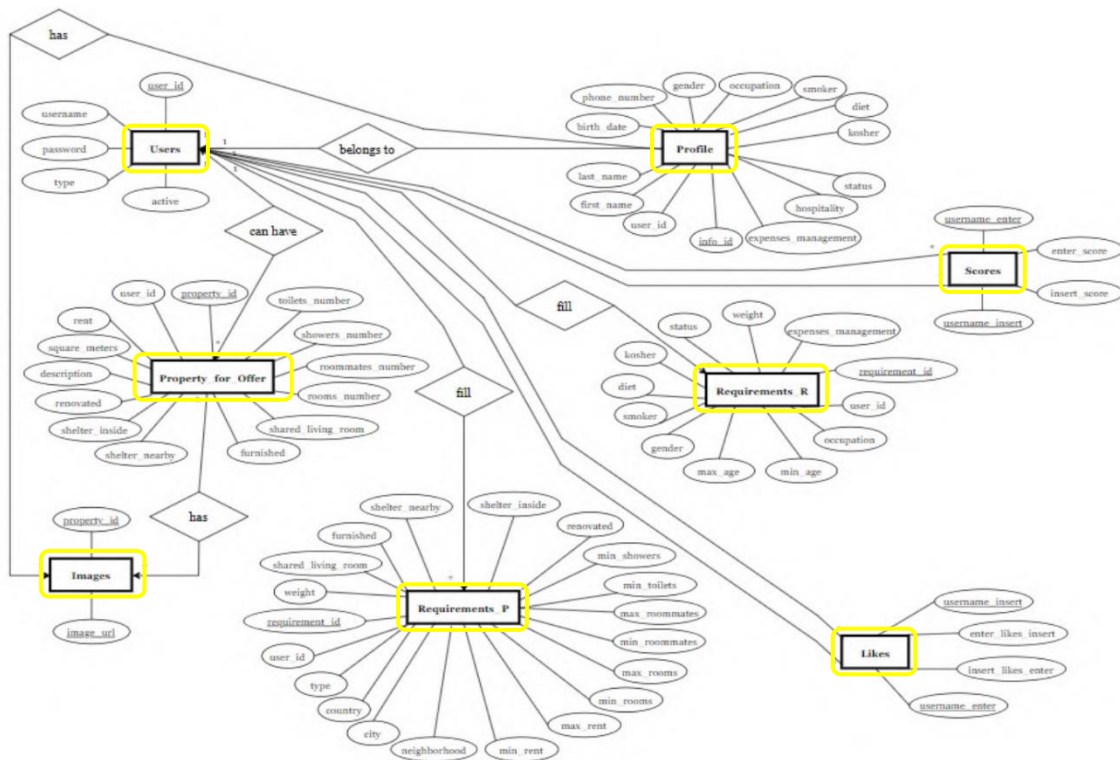 has
user_id
username
Users
password
type
active
1
1
1
belongs to
can have
phone_number
gender
occupation
smoker
diet
birth_date
Profile
kosher
last_name
status
first_name
hospitality
user_id
info_id
expenses_management
username_enter
*
enter_score
Scores
insert_score
username_insert
fill
user_id
property_id
toilets_number
rent
*
showers_number
square_meters
roommates_number
description
Property_for_Offer
renovated
rooms_number
shelter_inside
shared_living_room
shelter_nearby
furnished
status
weight
expenses_management
kosher
requirement_id
diet
Requirements_R
user_id
smoker
occupation
gender
max_age
min_age
fill
has
property_id
Images
image_url
shelter_nearby
shelter_inside
furnished
renovated
shared_living_room
min_showers
weight
*
min_toilets
Requirements_P
max_roommates
requirement_id
min_roommates
user_id
max_rooms
type
min_rooms
country
max_rent
city
neighborhood
min_rent
username_insert
enter_likes_insert
Likes
insert_likes_enter
username_enter